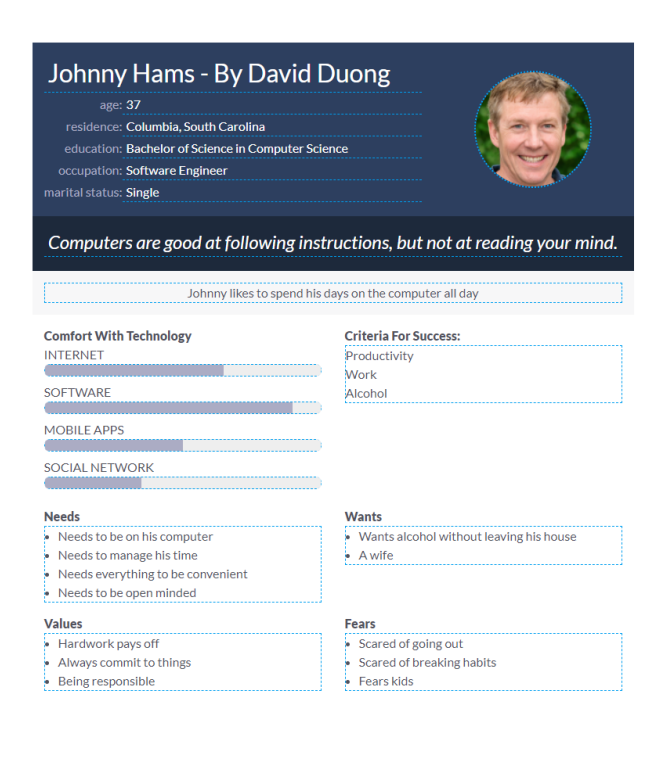 Johnny Hams - By David Duong
age: 37
residence: Columbia, South Carolina
education: Bachelor of Science in Computer Science
occupation: Software Engineer
marital status: Single
Computers are good at following instructions, but not at reading your mind.
Johnny likes to spend his days on the computer all day
Comfort With Technology
INTERNET
SOFTWARE
MOBILE APPS
SOCIAL NETWORK
Criteria For Success:
Productivity
Work
Alcohol
Needs
• Needs to be on his computer
• Needs to manage his time
• Needs everything to be convenient
• Needs to be open minded
Wants
• Wants alcohol without leaving his house
• A wife
Values
• Hardwork pays off
• Always commit to things
• Being responsible
Fears
• Scared of going out
• Scared of breaking habits
• Fears kids